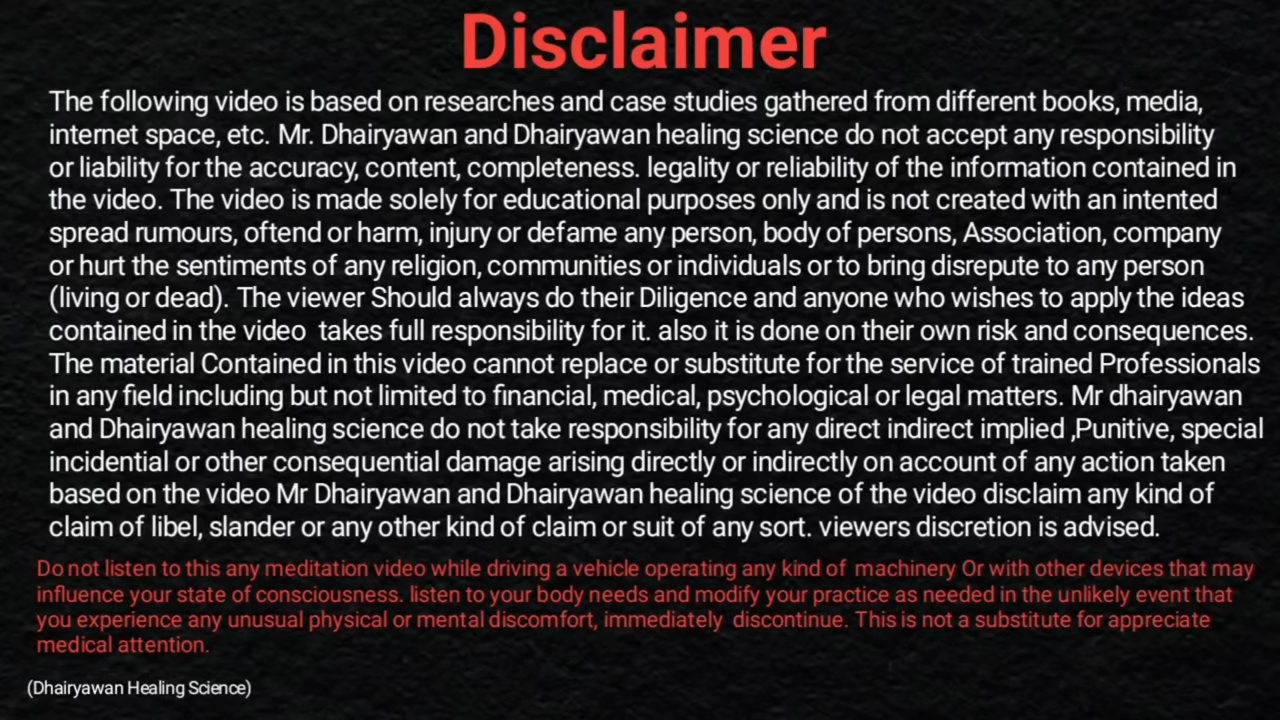 Disclaimer
The following video is based on researches and case studies gathered from different books, media,
internet space, etc. Mr. Dhairyawan and Dhairyawan healing science do not accept any responsibility
or liability for the accuracy, content, completeness. legality or reliability of the information contained in
the video. The video is made solely for educational purposes only and is not created with an intented
spread rumours, oftend or harm, injury or defame any person, body of persons, Association, company
or hurt the sentiments of any religion, communities or individuals or to bring disrepute to any person
(living or dead). The viewer Should always do their Diligence and anyone who wishes to apply the ideas
contained in the video  takes full responsibility for it. also it is done on their own risk and consequences.
The material Contained in this video cannot replace or substitute for the service of trained Professionals
in any field including but not limited to financial, medical, psychological or legal matters. Mr dhairyawan
and Dhairyawan healing science do not take responsibility for any direct indirect implied ,Punitive, special
incidential or other consequential damage arising directly or indirectly on account of any action taken
based on the video Mr Dhairyawan and Dhairyawan healing science of the video disclaim any kind of
claim of libel, slander or any other kind of claim or suit of any sort. viewers discretion is advised.
Do not listen to this any meditation video while driving a vehicle operating any kind of  machinery Or with other devices that may
influence your state of consciousness. listen to your body needs and modify your practice as needed in the unlikely event that
you experience any unusual physical or mental discomfort, immediately  discontinue. This is not a substitute for appreciate
medical attention.
(Dhairyawan Healing Science)